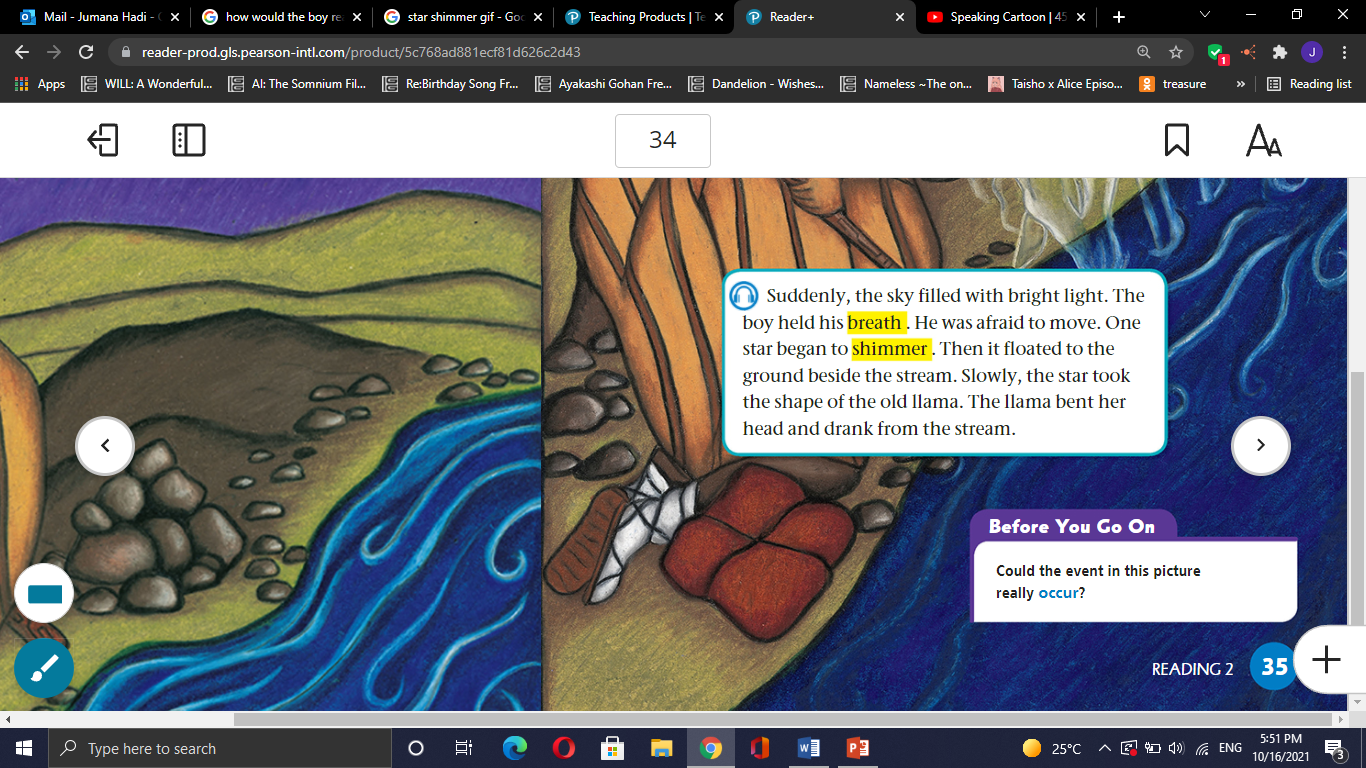 Mail - Jumana Hadi - 
how would the boy re
star shimmer gif - Goo
Teaching Products | Te
Reader+
Speaking Cartoon | 45
reader-prod.gls.pearson-intl.com/product/5c768ad881ecf81d626c2d43
J
1
Apps
WILL: A Wonderful...
AI: The Somnium Fil...
Re:Birthday Song Fr...
Ayakashi Gohan Fre...
Dandelion - Wishes...
Nameless ~The on...
Taisho x Alice Episo...
treasure
»
Reading list
34
AA
Suddenly, the sky filled with bright light. The
boy held his breath . He was afraid to move. One
star began to shimmer . Then it floated to the
ground beside the stream. Slowly, the star took
the shape of the old llama. The llama bent her
head and drank from the stream.
Before You Go On
Could the event in this picture
really occur?
READING 2 35
Type here to search
25°C
ENG
5:51 PM
10/16/2021
3